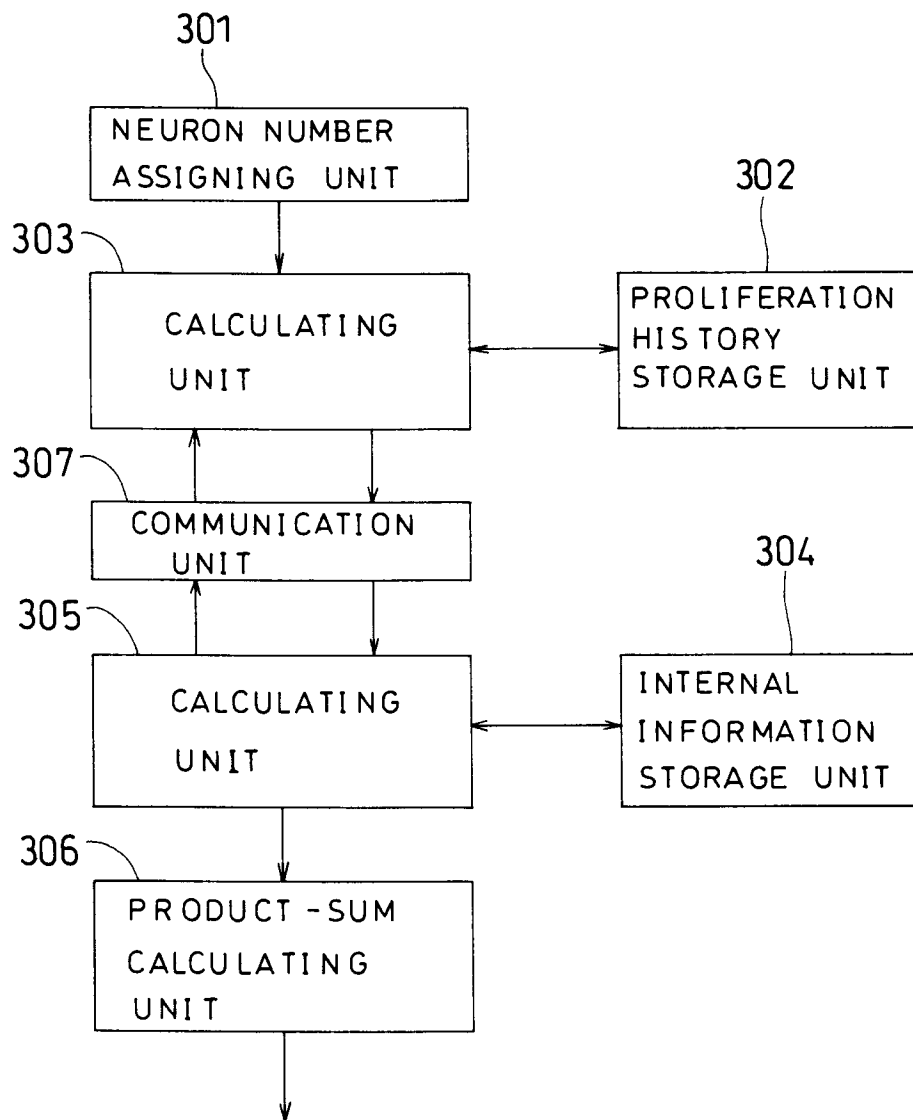 301
NEURON NUMBER
ASSIGNING UNIT
302
303
CALCULATING
UNIT
PROLIFERATION
HISTORY
STORAGE UNIT
307
COMMUNICATION
UNIT
304
305
CALCULATING
UNIT
INTERNAL
INFORMATION
STORAGE UNIT
306
PRODUCT-SUM
CALCULATING
UNIT